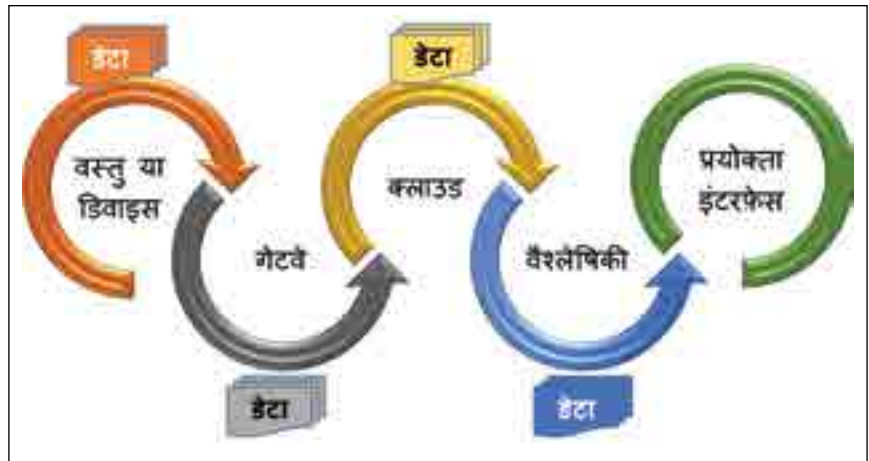 डेटा
वस्तु या
डिवाइस
गेटवे
डेटा
डेटा
क्लाउड
वैश्लेषिकी
डेटा
प्रयोक्ता
इंटरफ़ेस